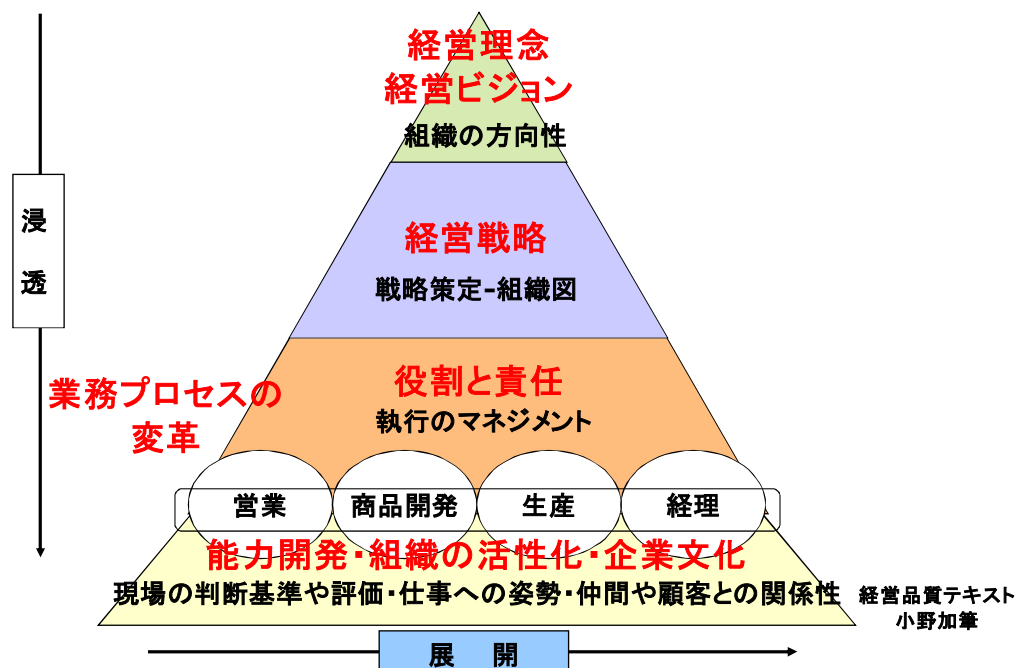 経営理念
経営ビジョン
組織の方向性
浸
透
経営戦略
戦略策定-組織図
業務プロセスの
変革
役割と責任
執行のマネジメント
営業 商品開発 生産 経理
能力開発・組織の活性化・企業文化
現場の判断基準や評価・仕事への姿勢・仲間や顧客との関係性
経営品質テキスト
小野加筆
展 開